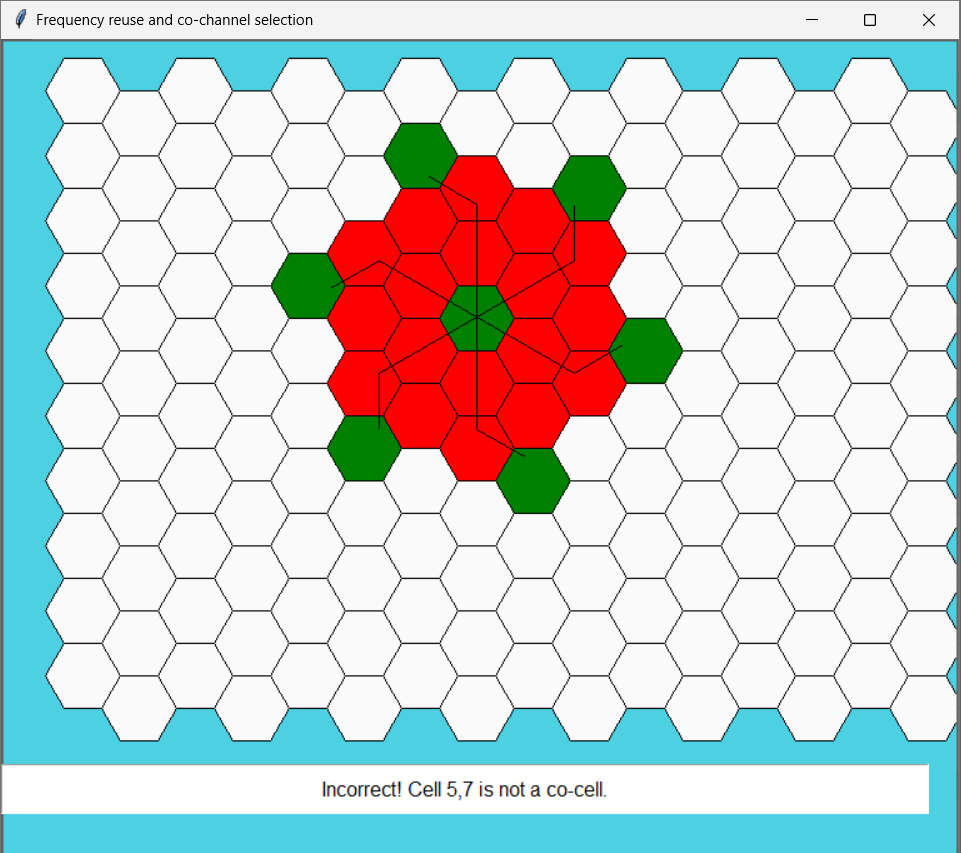 Frequency reuse and co-channel selection
Incorrect! Cell 5,7 is not a co-cell.